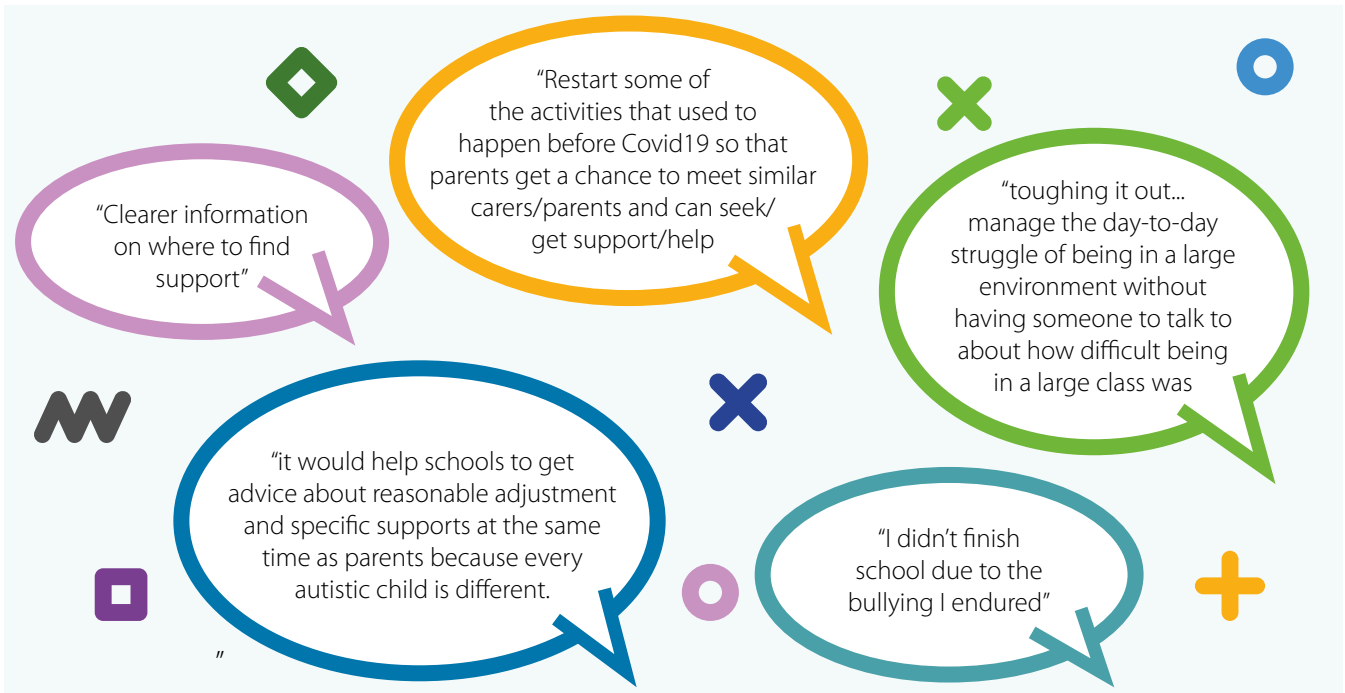 “Restart some of
the activities that used to
happen before Covid19 so that
parents get a chance to meet similar
carers/parents and can seek/
get support/help
“Clearer information
on where to find
support”
“toughing it out...
manage the day-to-day
struggle of being in a large
environment without
having someone to talk to
about how difficult being
in a large class was
“it would help schools to get
advice about reasonable adjustment
and specific supports at the same
time as parents because every
autistic child is different.
”
“I didn’t finish
school due to the
bullying I endured”